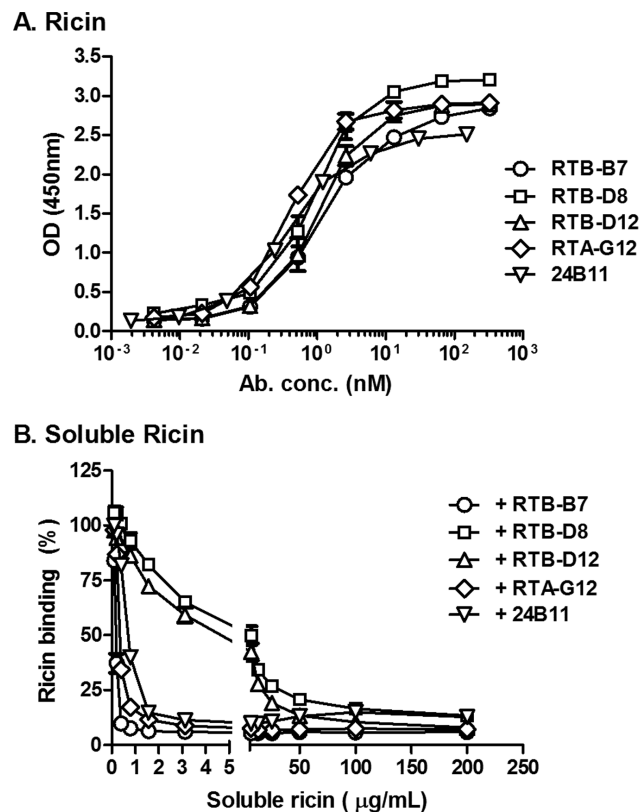 A. Ricin
3.5
3.0
2.5
2.0
1.5
1.0
0.5
0.0
OD (450nm)
10⁻³ 10⁻² 10⁻¹ 10⁰ 10¹ 10² 10³
Ab. conc. (nM)
RTB-B7
RTB-D8
RTB-D12
RTA-G12
24B11
B. Soluble Ricin
125
100
75
50
25
0
Ricin binding (%)
0 1 2 3 4 5 50 100 150 200 250
Soluble ricin ( µg/mL)
+ RTB-B7
+ RTB-D8
+ RTB-D12
+ RTA-G12
+ 24B11